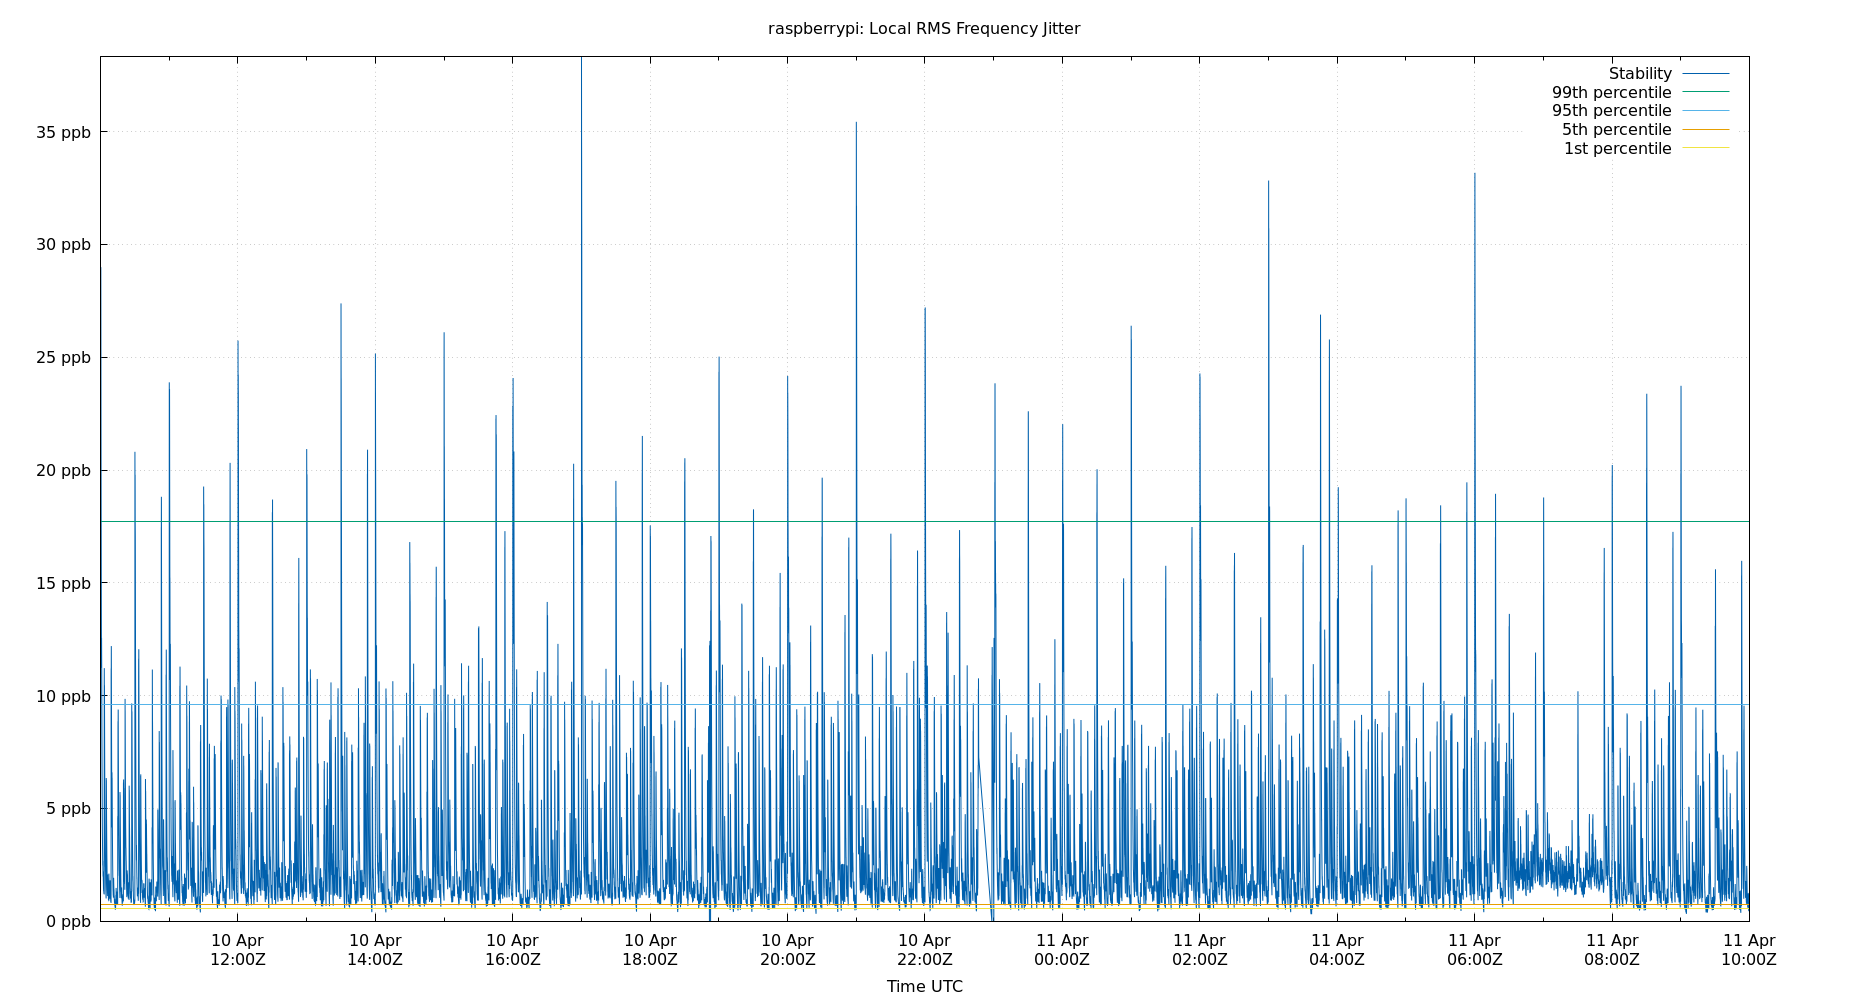 raspberrypi: Local RMS Frequency Jitter
Stability
99th percentile
95th percentile
5th percentile
1st percentile
35 ppb
30 ppb
25 ppb
20 ppb
15 ppb
10 ppb
5 ppb
0 ppb
10 Apr 10 Apr 10 Apr 10 Apr 10 Apr 10 Apr 11 Apr 11 Apr 11 Apr 11 Apr 11 Apr 11 Apr
12:00Z 14:00Z 16:00Z 18:00Z 20:00Z 22:00Z 00:00Z 02:00Z 04:00Z 06:00Z 08:00Z 10:00Z
Time UTC